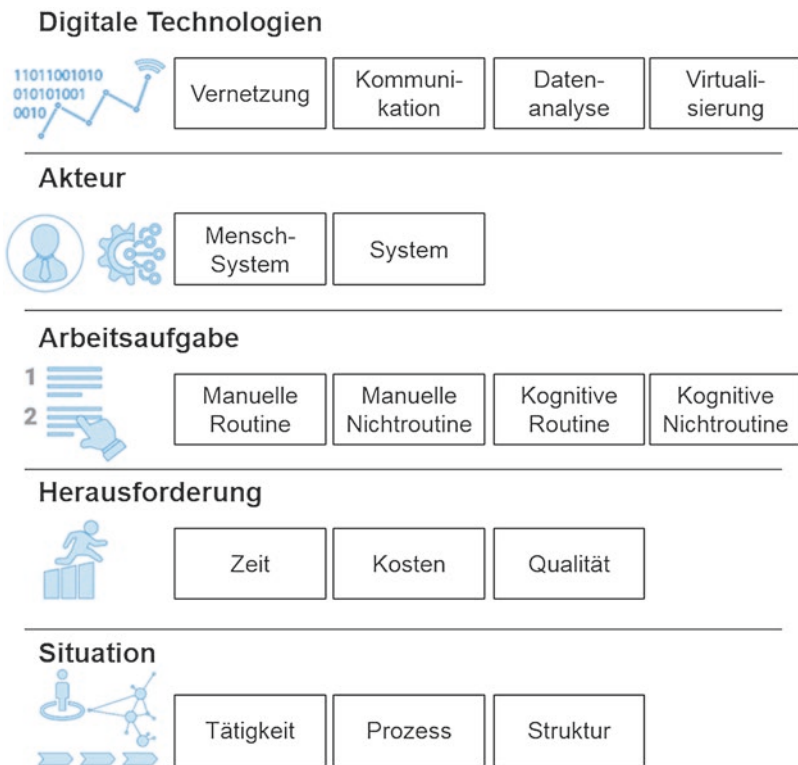 Digitale Technologien
11011001010
010101001
0010
Vernetzung
Kommuni-
kation
Daten-
analyse
Virtuali-
sierung
Akteur
Mensch-
System
System
Arbeitsaufgabe
1
2
Manuelle
Routine
Manuelle
Nichtroutine
Kognitive
Routine
Kognitive
Nichtroutine
Herausforderung
Zeit
Kosten
Qualität
Situation
Tätigkeit
Prozess
Struktur